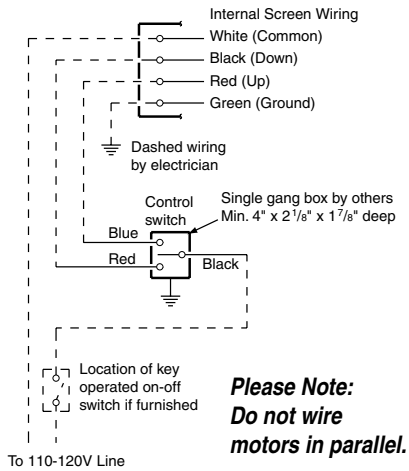 Internal Screen Wiring
White (Common)
Black (Down)
Red (Up)
Green (Ground)
Dashed wiring
by electrician
Control
switch
Single gang box by others
Min. 4" x 2 1/8" x 1 7/8" deep
Blue
Red
Black
Location of key
operated on-off
switch if furnished
Please Note:
Do not wire
motors in parallel.
To 110-120V Line